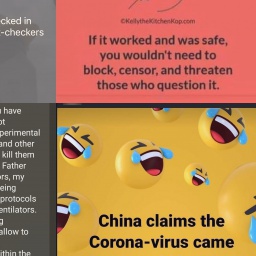 ecked in
-checkers
©KellytheKitchenKop.com
If it worked and was safe,
you wouldn't need to
block, censor, and threaten
those who question it.
have
perimental
and other
kill them
Father
ors, my
eing
protocols
entilators.
allow to
ithin the
China claims the
Corona-virus came